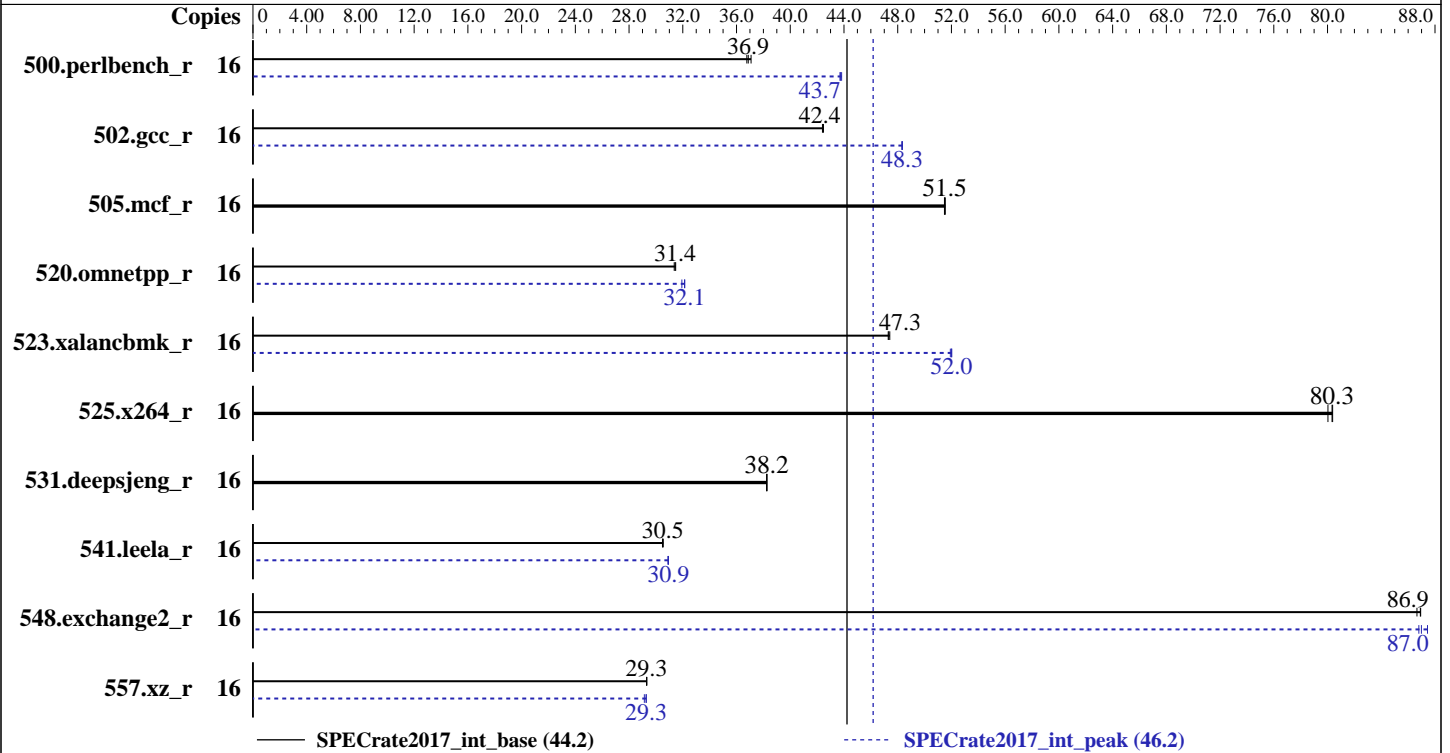 Copies 0 4.00 8.00 12.0 16.0 20.0 24.0 28.0 32.0 36.0 40.0 44.0 48.0 52.0 56.0 60.0 64.0 68.0 72.0 76.0 80.0 88.0
36.9
500.perlbench_r 16
43.7
42.4
502.gcc_r 16
48.3
51.5
505.mcf_r 16
31.4
520.omnetpp_r 16
32.1
47.3
523.xalancbmk_r 16
52.0
80.3
525.x264_r 16
38.2
531.deepsjeng_r 16
30.5
541.leela_r 16
30.9
86.9
548.exchange2_r 16
87.0
29.3
557.xz_r 16
29.3
SPECrate2017_int_base (44.2) SPECrate2017_int_peak (46.2)